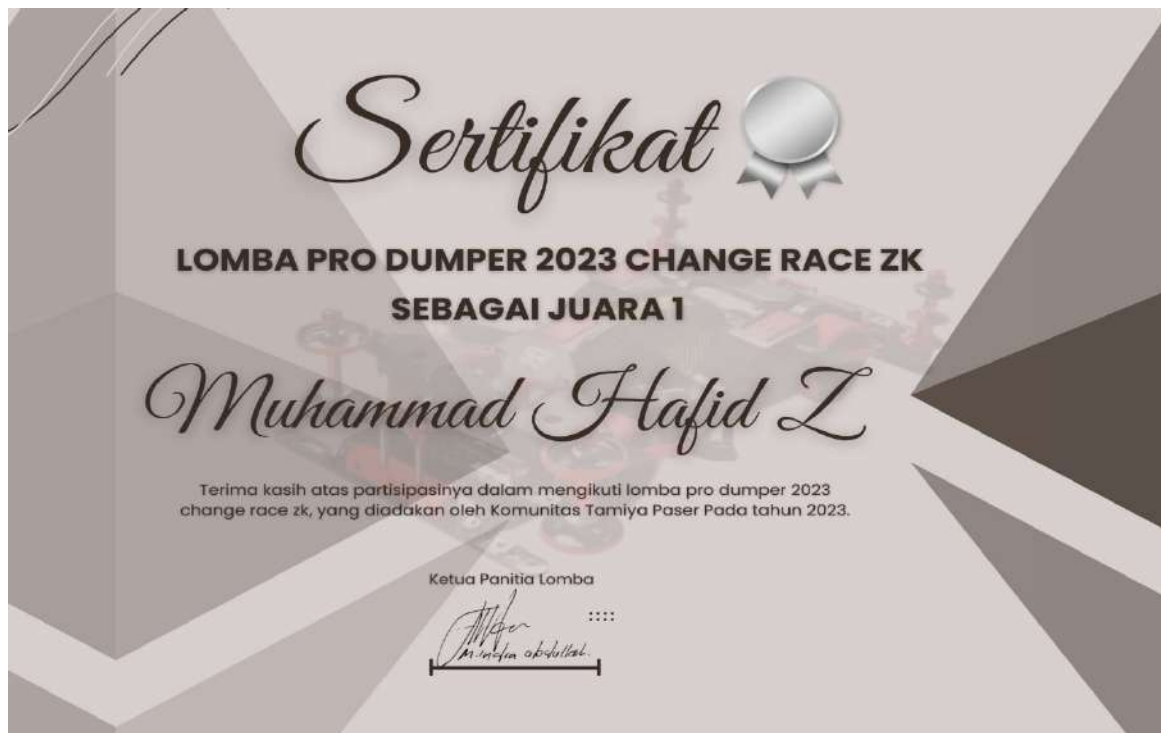 Sertifikat
LOMBA PRO DUMPER 2023 CHANGE RACE ZK
SEBAGAI JUARA 1
Muhammad Hafid Z
Terima kasih atas partisipasinya dalam mengikuti lomba pro dumper 2023
change race zk, yang diadakan oleh Komunitas Tamiya Paser Pada tahun 2023.
Ketua Panitia Lomba
M. indra abdullah.